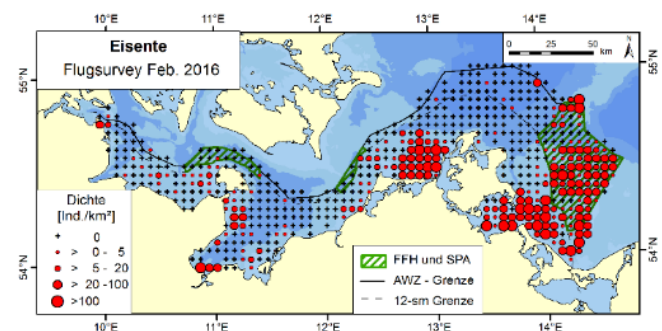 10°E 11°E 12°E 13°E 14°E
Eisente
Flugsurvey Feb. 2016
0 25 50
km
N
55°N
55°N
54°N
54°N
Dichte
[Ind./km²]
0
> 0 - 5
> 5 - 20
> 20 -100
>100
FFH und SPA
AWZ - Grenze
12-sm Grenze
10°E 11°E 12°E 13°E 14°E